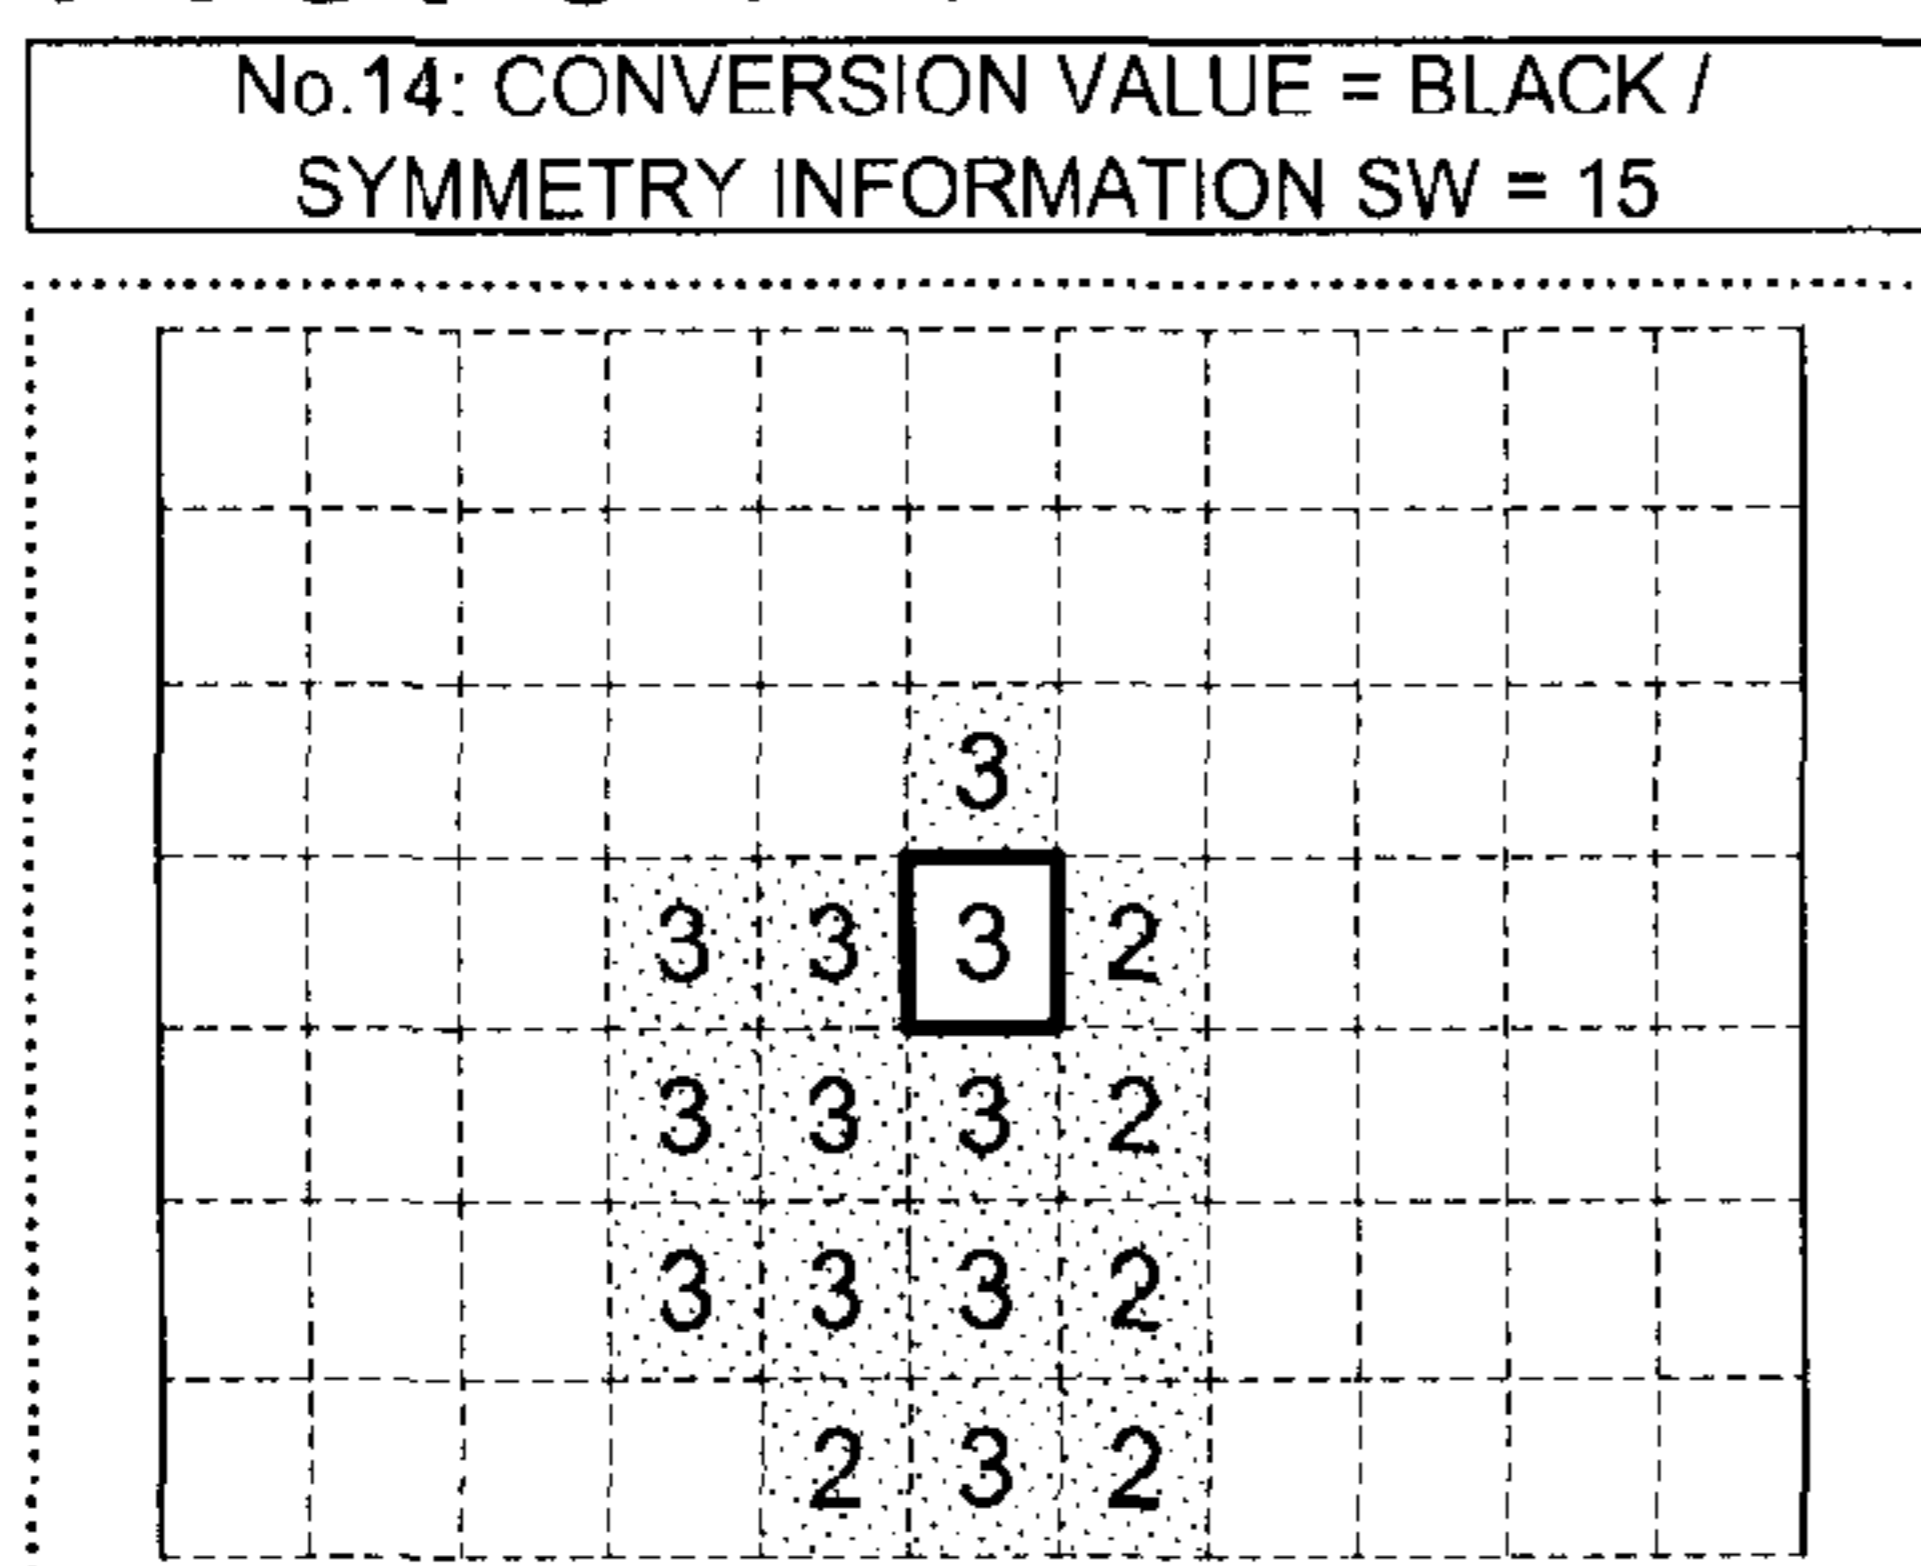 No.14: CONVERSION VALUE = BLACK /
SYMMETRY INFORMATION SW = 15
3
3 3 3 2
3 3 3 2
3 3 3 2
2 3 2